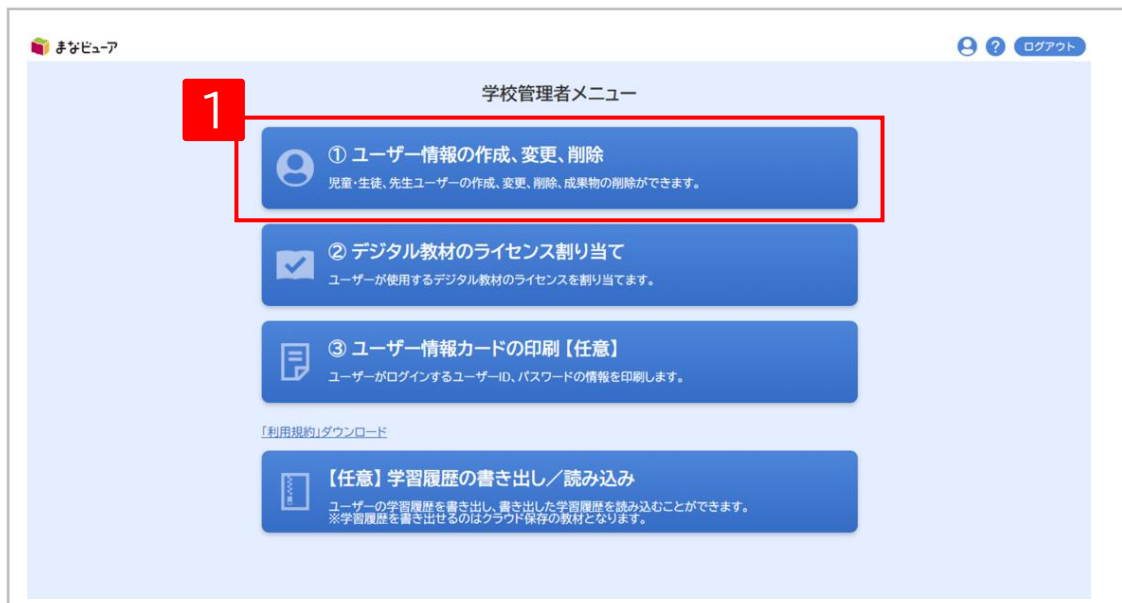 まなビューア
? ログアウト
学校管理者メニュー
1
① ユーザー情報の作成、変更、削除
児童・生徒、先生ユーザーの作成、変更、削除、成果物の削除ができます。
② デジタル教材のライセンス割り当て
ユーザーが使用するデジタル教材のライセンスを割り当てます。
③ ユーザー情報カードの印刷【任意】
ユーザーがログインするユーザーID、パスワードの情報を印刷します。
「利用規約」ダウンロード
【任意】学習履歴の書き出し／読み込み
ユーザーの学習履歴を書き出し、書き出した学習履歴を読み込むことができます。
※学習履歴を書き出せるのはクラウド保存の教材となります。